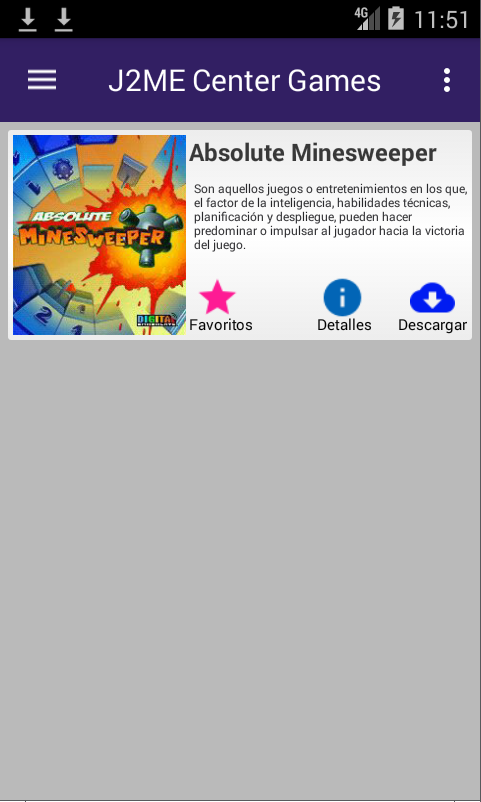 4G 11:51
J2ME Center Games
Absolute Minesweeper
Son aquellos juegos o entretenimientos en los que,
el factor de la inteligencia, habilidades técnicas,
planificación y despliegue, pueden hacer
predominar o impulsar al jugador hacia la victoria
del juego.
ABSOLUTE
MINESWEEPER
2
1
DIGITAL
Favoritos
Detalles
Descargar